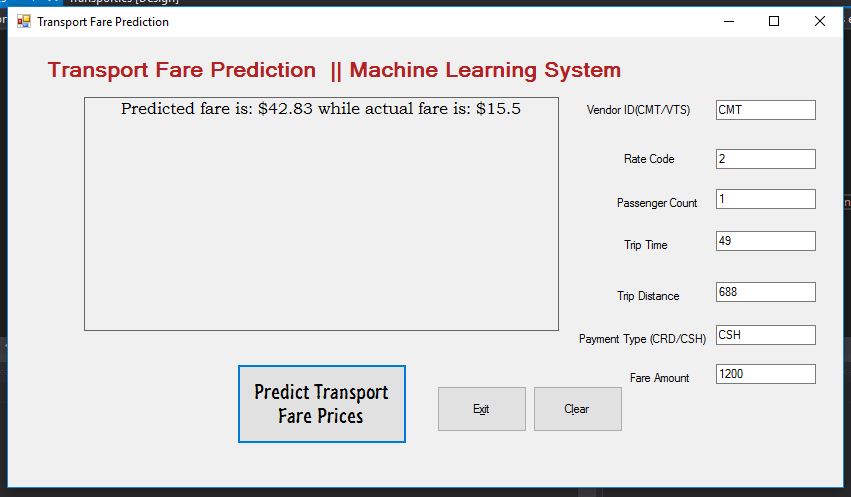 Transporties [Design]
Transport Fare Prediction
Transport Fare Prediction || Machine Learning System
Predicted fare is: $42.83 while actual fare is: $15.5
Vendor ID(CMT/VTS) CMT
Rate Code 2
Passenger Count 1
Trip Time 49
Trip Distance 688
Payment Type (CRD/CSH) CSH
Fare Amount 1200
Predict Transport
Fare Prices
Exit
Clear